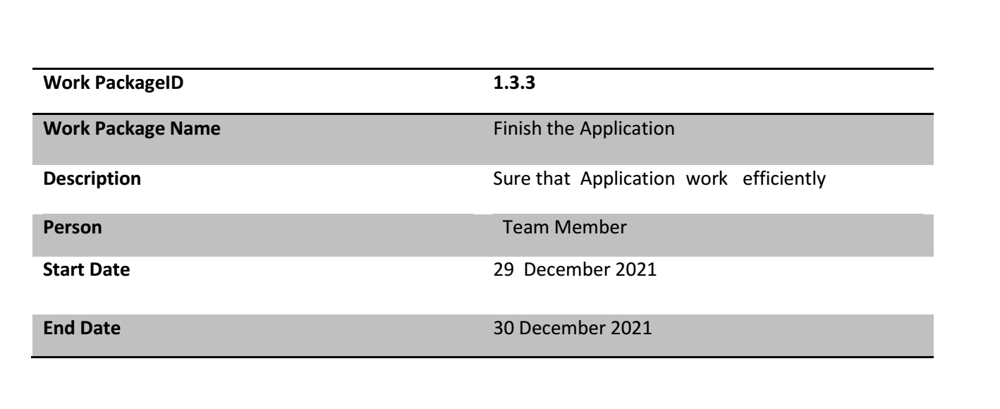 Work PackageID 1.3.3
Work Package Name Finish the Application
Description Sure that Application work efficiently
Person Team Member
Start Date 29 December 2021
End Date 30 December 2021